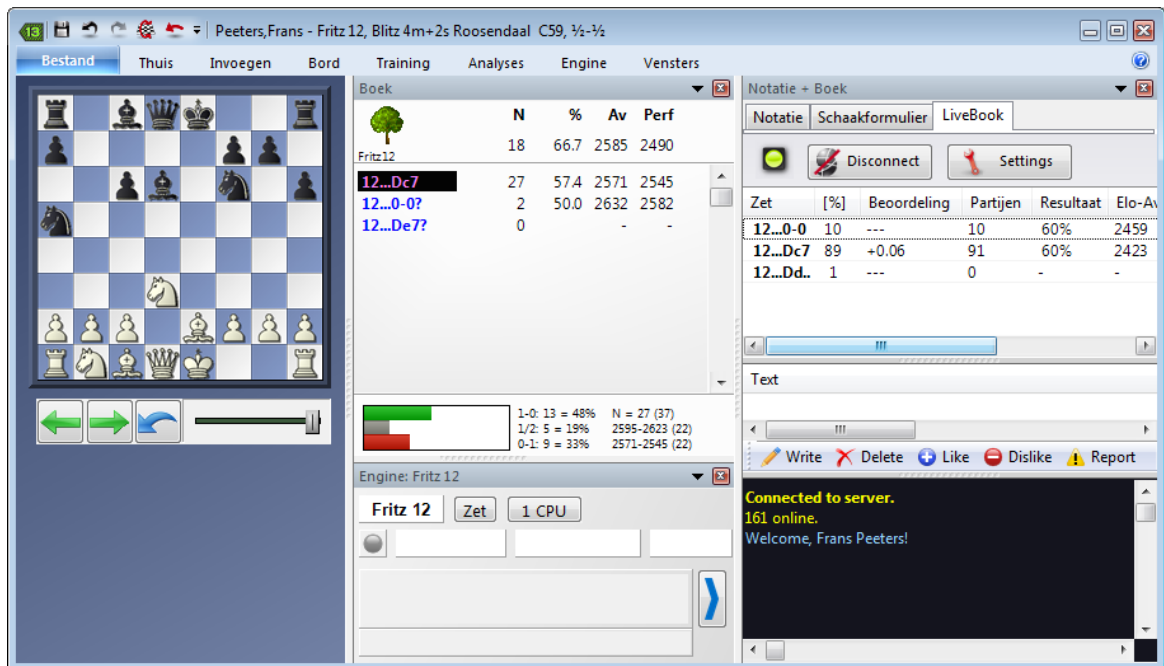 13 Peeters,Frans - Fritz 12, Blitz 4m+2s Roosendaal C59, ½-½
Bestand Thuis Invoegen Bord Training Analyses Engine Vensters
Boek
N % Av Perf
Fritz12 18 66.7 2585 2490
12...Dc7 27 57.4 2571 2545
12...0-0? 2 50.0 2632 2582
12...De7? 0 - -
1-0: 13 = 48% N = 27 (37)
1/2: 5 = 19% 2595-2623 (22)
0-1: 9 = 33% 2571-2545 (22)
Engine: Fritz 12
Fritz 12 Zet 1 CPU
Notatie + Boek
Notatie Schaakformulier LiveBook
Disconnect Settings
Zet [%] Beoordeling Partijen Resultaat Elo-Av
12...0-0 10 --- 10 60% 2459
12...Dc7 89 +0.06 91 60% 2423
12...Dd.. 1 --- 0 - -
Text
Write Delete Like Dislike Report
Connected to server.
161 online.
Welcome, Frans Peeters!